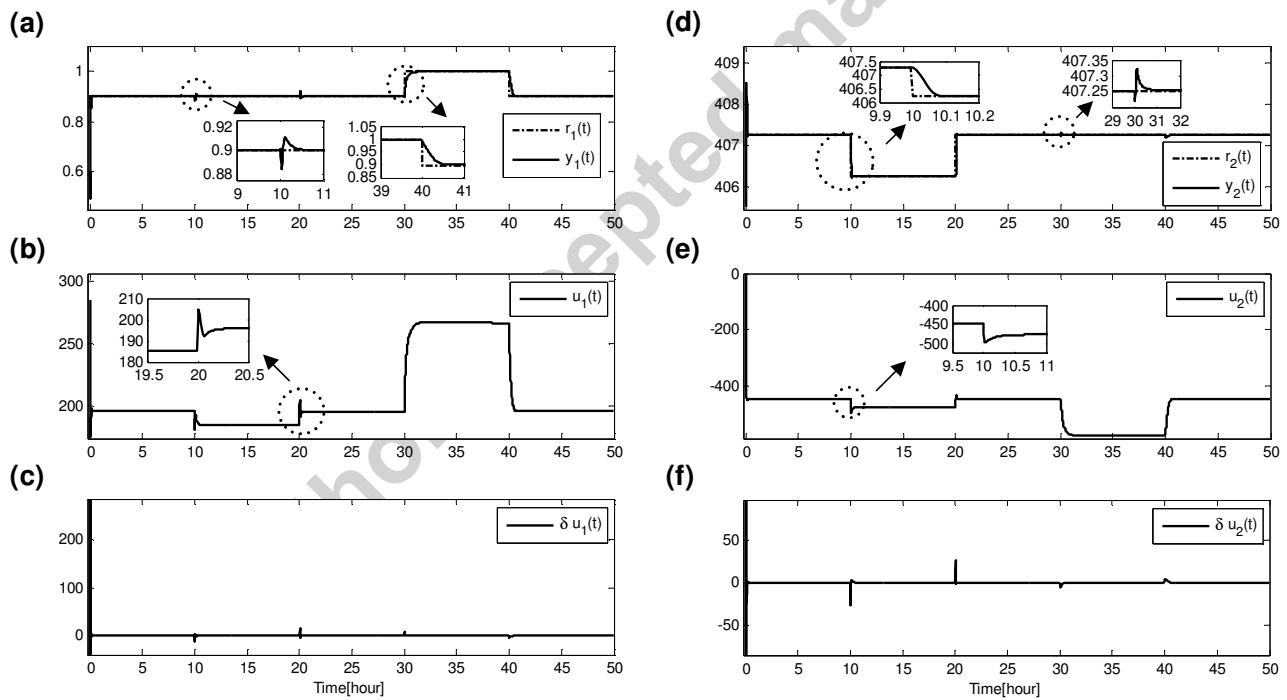 (a)
1
0.8
0.6
0.92
0.9
0.88
9 10 11
1.05
1
0.95
0.9
0.85
39 40 41
r1(t)
y1(t)
0 5 10 15 20 25 30 35 40 45 50
(b)
300
250
200
210
200
190
180
19.5 20 20.5
u1(t)
0 5 10 15 20 25 30 35 40 45 50
(c)
200
100
0
δ u1(t)
0 5 10 15 20 25 30 35 40 45 50
Time[hour]
(d)
409
408
407
406
407.5
407
406.5
406
9.9 10 10.1 10.2
407.35
407.3
407.25
29 30 31 32
r2(t)
y2(t)
0 5 10 15 20 25 30 35 40 45 50
(e)
0
-200
-400
-400
-450
-500
9.5 10 10.5 11
u2(t)
0 5 10 15 20 25 30 35 40 45 50
(f)
50
0
-50
δ u2(t)
0 5 10 15 20 25 30 35 40 45 50
Time[hour]